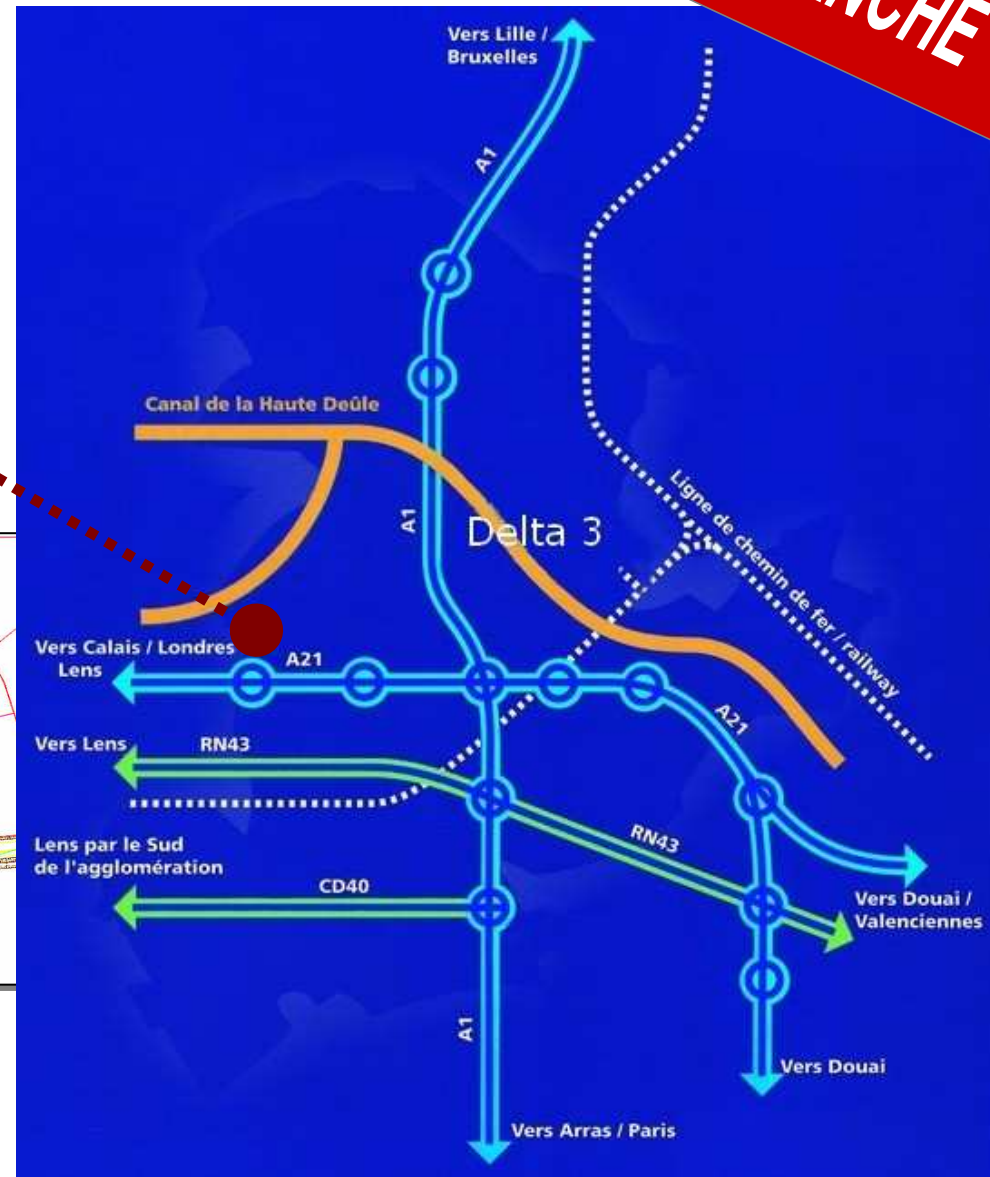 Vers Lille /
Bruxelles
A1
Canal de la Haute Deûle
Ligne de chemin de fer / railway
A1
Delta 3
Vers Calais / Londres
Lens
A21
A21
Vers Lens
RN43
RN43
Lens par le Sud
de l'agglomération
CD40
Vers Douai /
Valenciennes
A1
Vers Douai
Vers Arras / Paris